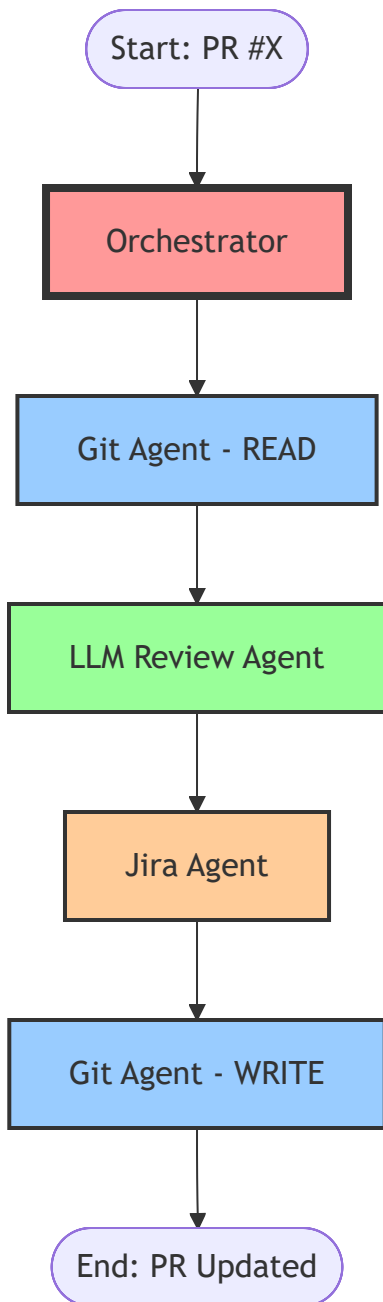 Start: PR #X
Orchestrator
Git Agent - READ
LLM Review Agent
Jira Agent
Git Agent - WRITE
End: PR Updated